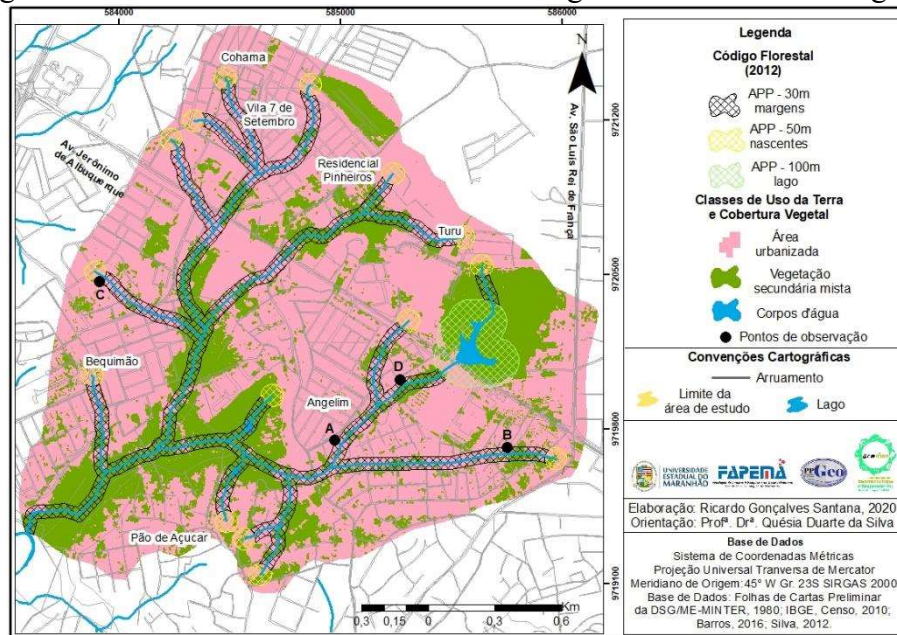 584000
585000
586000
Cohama
N
Vila 7 de
Setembro
Av. Jerônimo
de Albuquerque
Av. São Luís Rei de França
9721200
Residencial
Pinheiros
Turu
9720500
C
Bequimão
D
Angelim
A
B
9719800
Pão de Açucar
9719100
Km
0,3 0,15 0 0,3 0,6
Legenda
Código Florestal
(2012)
APP - 30m
margens
APP - 50m
nascentes
APP - 100m
lago
Classes de Uso da Terra
e Cobertura Vegetal
Área
urbanizada
Vegetação
secundária mista
Corpos d'água
Pontos de observação
Convenções Cartográficas
Arruamento
Limite da
área de estudo
Lago
UNIVERSIDADE
ESTADUAL DO
MARANHÃO
FAPEMA
PPGeo
Elaboração: Ricardo Gonçalves Santana, 2020
Orientação: Profª. Drª. Quésia Duarte da Silva
Base de Dados
Sistema de Coordenadas Métricas
Projeção Universal Tranversa de Mercator
Meridiano de Origem: 45° W Gr. 23S SIRGAS 2000
Base de Dados: Folhas de Cartas Preliminar
da DSG/ME-MINTER, 1980; IBGE, Censo, 2010;
Barros, 2016; Silva, 2012.